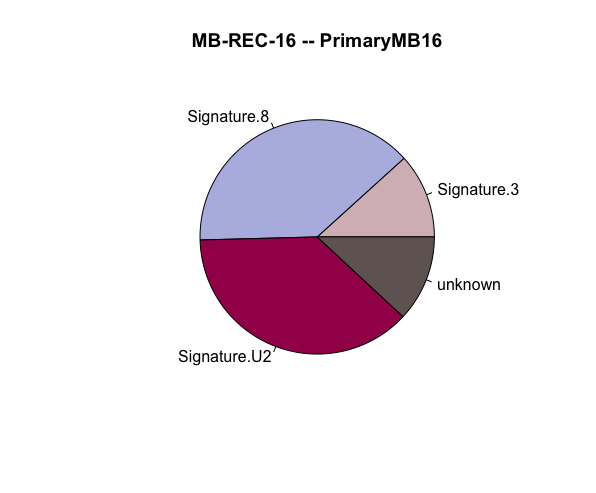 MB-REC-16 -- PrimaryMB16
Signature.8
Signature.3
unknown
Signature.U2